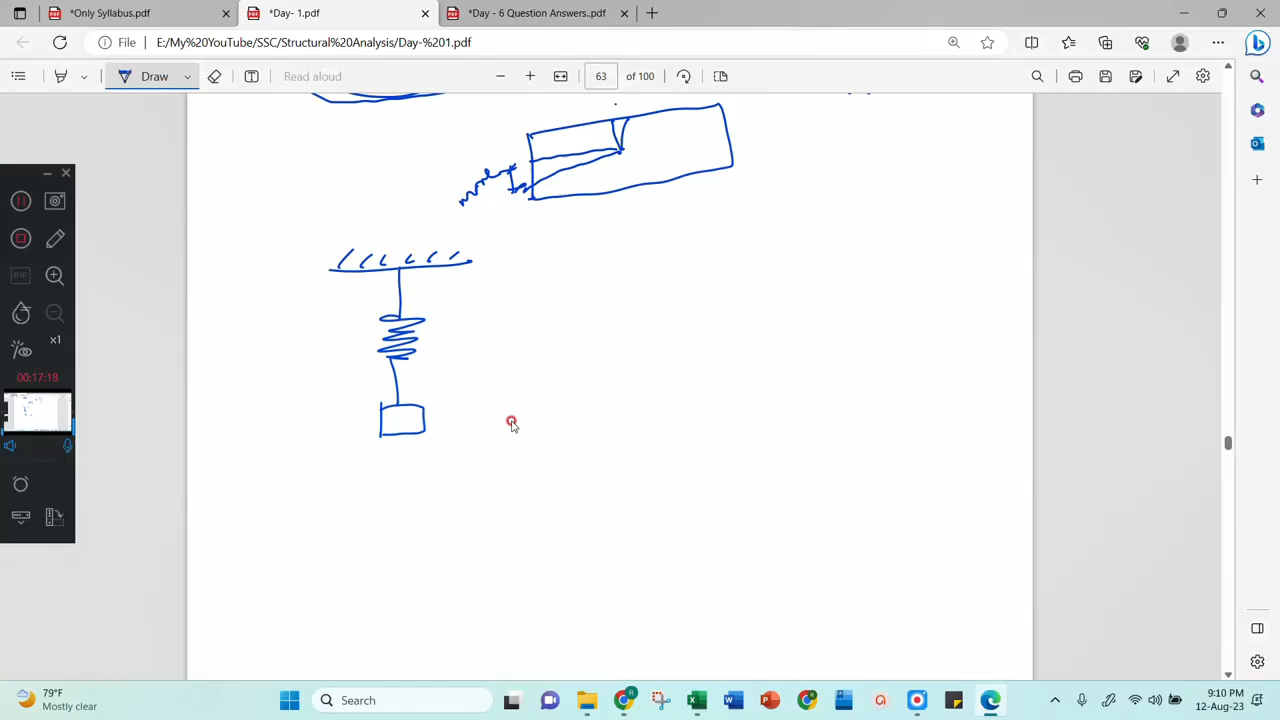 *Only Syllabus.pdf
*Day- 1.pdf
*Day - 6 Question Answers..pdf
File
E:/My%20YouTube/SSC/Structural%20Analysis/Day-%201.pdf
Draw
Read aloud
63
of 100
PIP
x1
00:17:18
79°F
Mostly clear
Search
9:10 PM
12-Aug-23